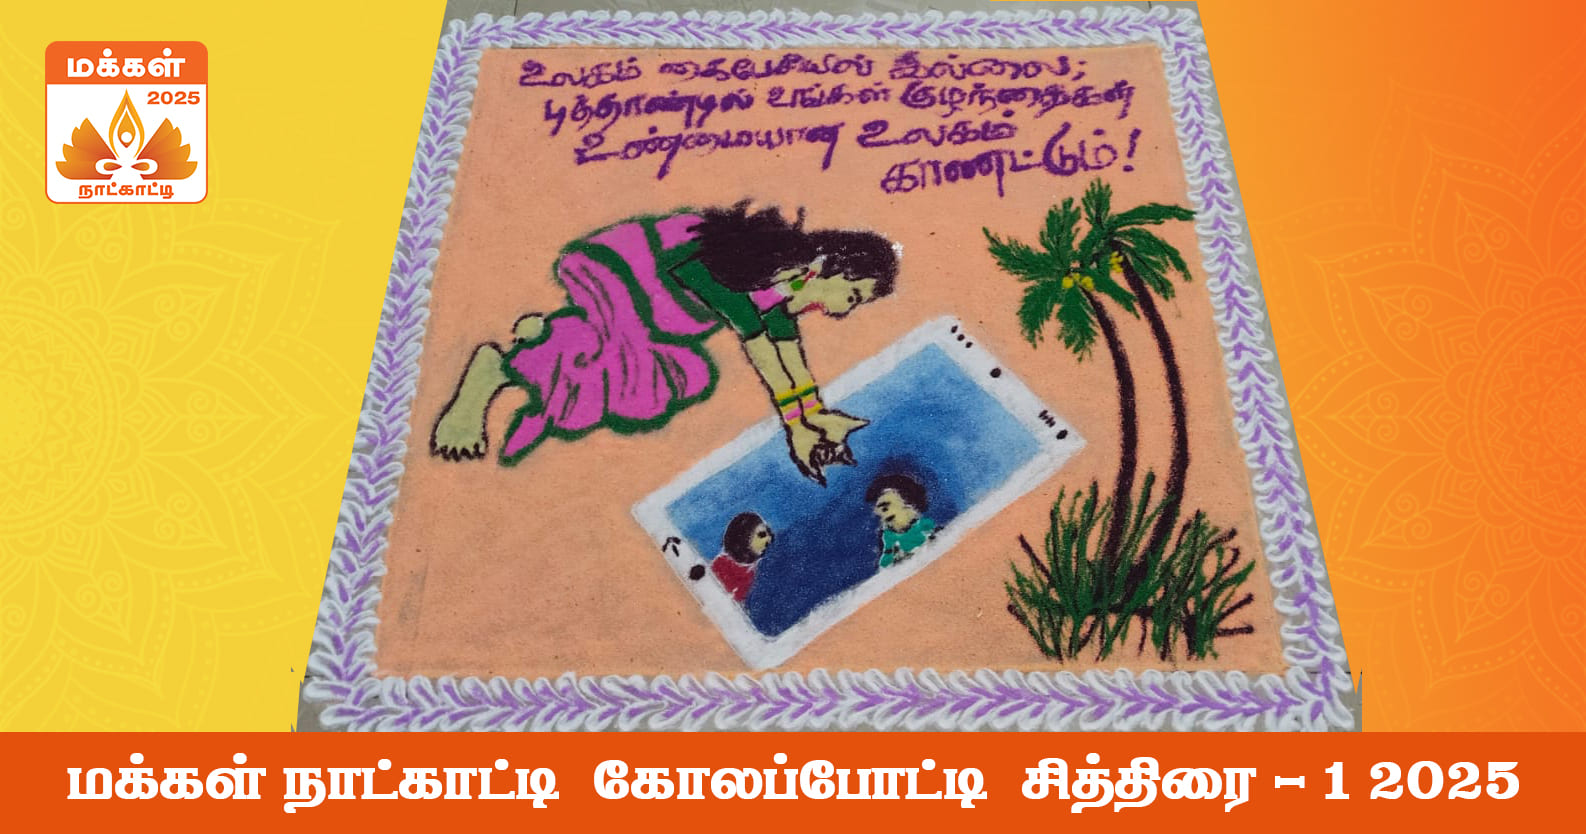 மக்கள்
2025
நாட்காட்டி
உலகம் கைபேசியில் இல்லை;
புத்தாண்டில் உங்கள் குழந்தைகள்
உண்மையான உலகம்
காணட்டும்!
மக்கள் நாட்காட்டி கோலப்போட்டி சித்திரை - 1 2025